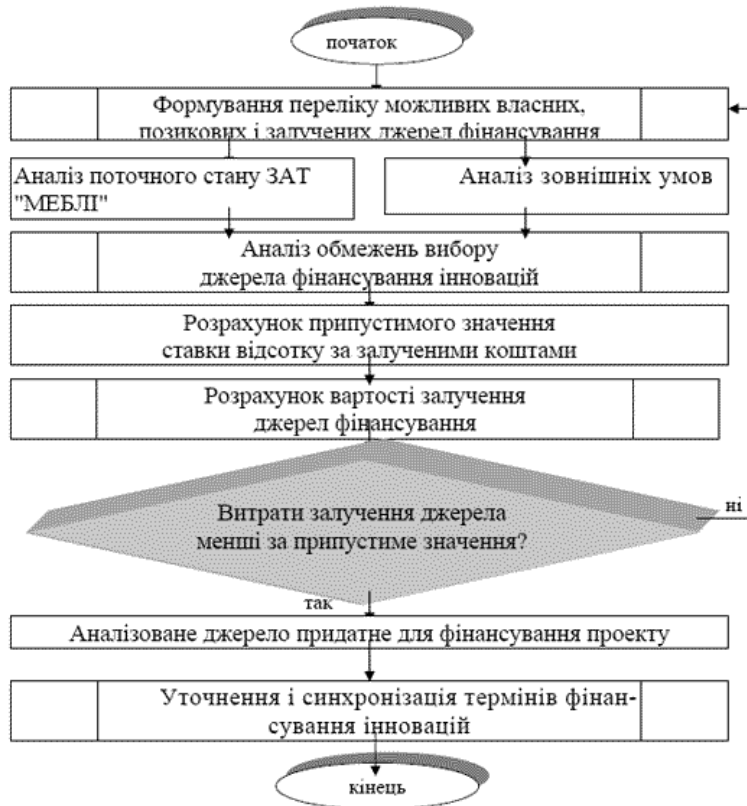 початок
Формування переліку можливих власних,
позикових і залучених джерел фінансування
Аналіз поточного стану ЗАТ
"МЕБЛІ"
Аналіз зовнішніх умов
Аналіз обмежень вибору
джерела фінансування інновацій
Розрахунок припустимого значення
ставки відсотку за залученими коштами
Розрахунок вартості залучення
джерел фінансування
Витрати залучення джерела
менші за припустиме значення?
ні
так
Аналізоване джерело придатне для фінансування проекту
Уточнення і синхронізація термінів фінан-
сування інновацій
кінець